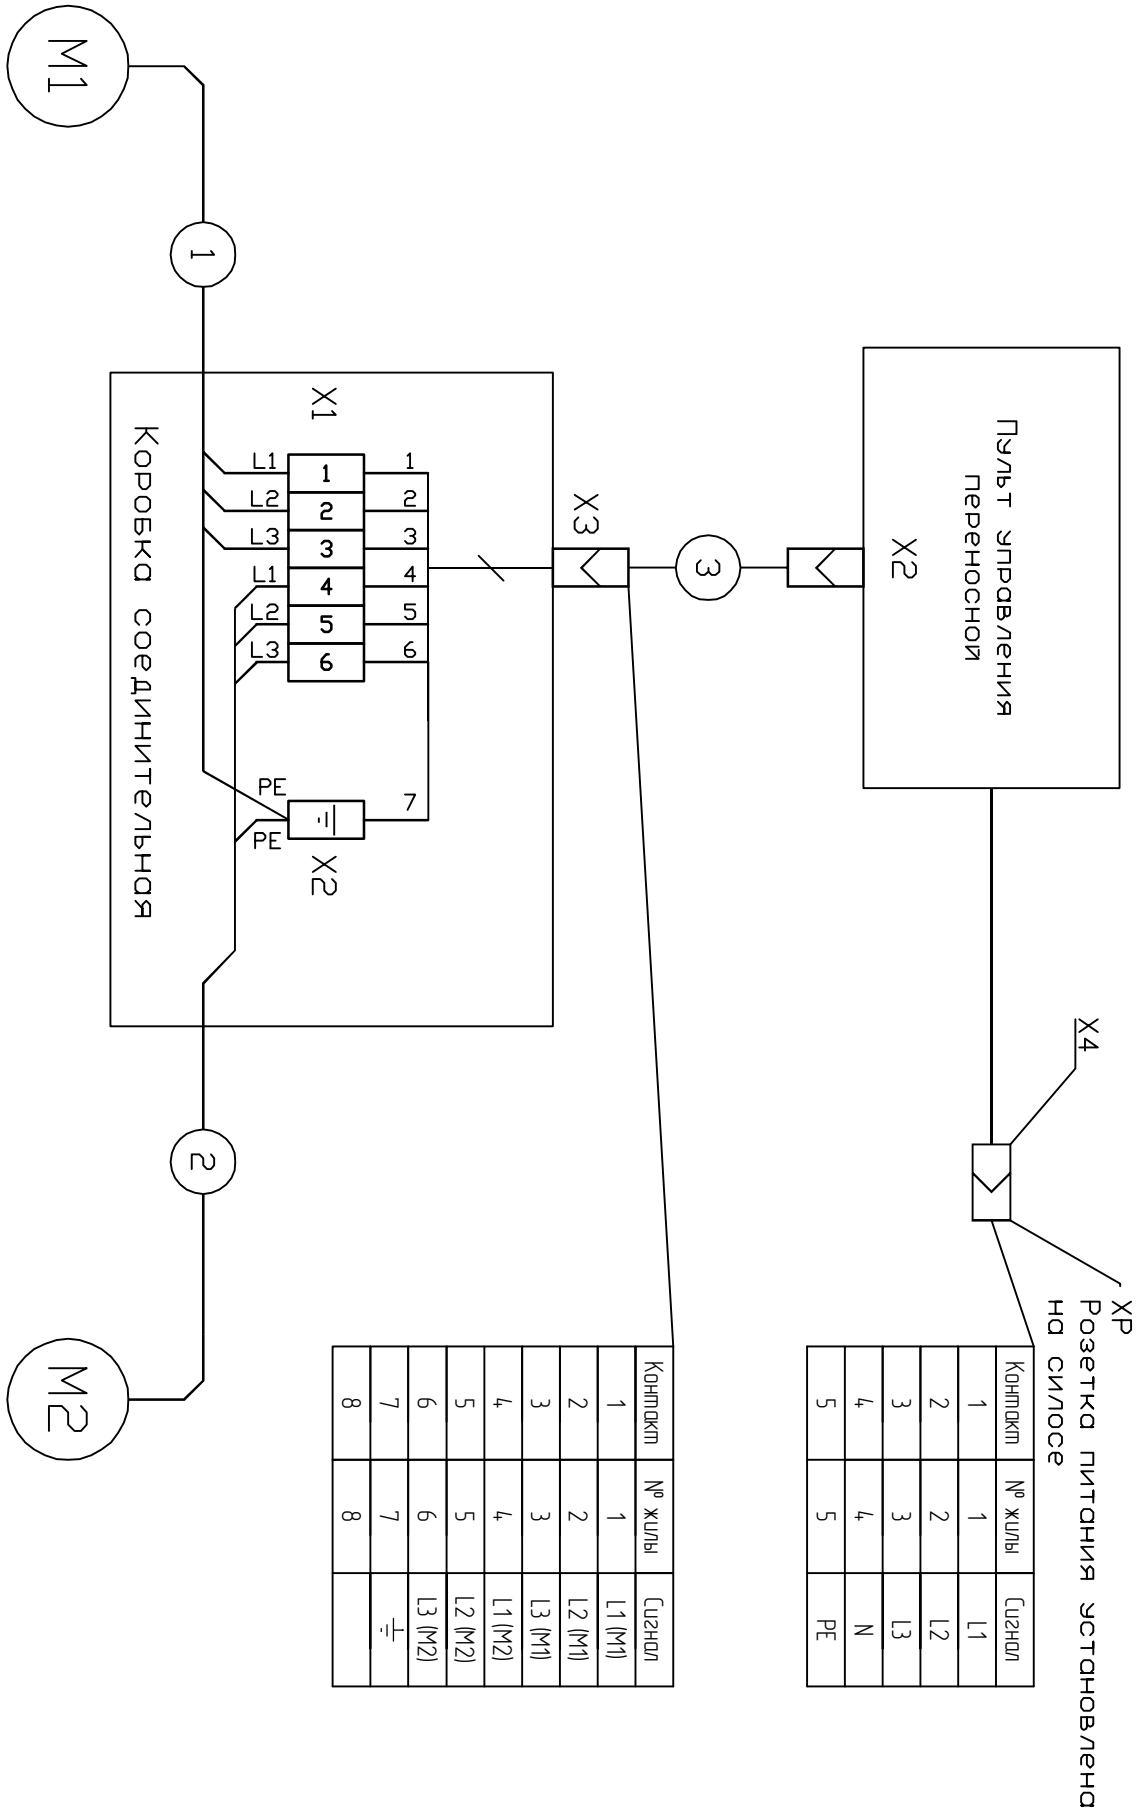 ХР
Розетка питания установлена
на силосе
X4
Пульт управления
переносной
X2
Контакт № жилы Сигнал
1 1 L1
2 2 L2
3 3 L3
4 4 N
5 5 PE
3
X3
Контакт № жилы Сигнал
1 1 L1 (M1)
2 2 L2 (M1)
3 3 L3 (M1)
4 4 L1 (M2)
5 5 L2 (M2)
6 6 L3 (M2)
7 7
8 8
X1
L1 1 1
L2 2 2
L3 3 3
L1 4 4
L2 5 5
L3 6 6
PE 7
PE
X2
Коробка соединительная
1
2
M1
M2